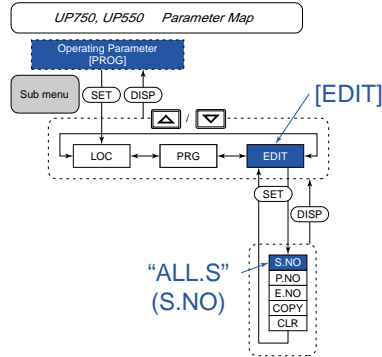 UP750, UP550 Parameter Map
Operating Parameter
[PROG]
Sub menu
SET
DISP
/
[EDIT]
LOC
PRG
EDIT
SET
DISP
"ALL.S"
(S.NO)
S.NO
P.NO
E.NO
COPY
CLR